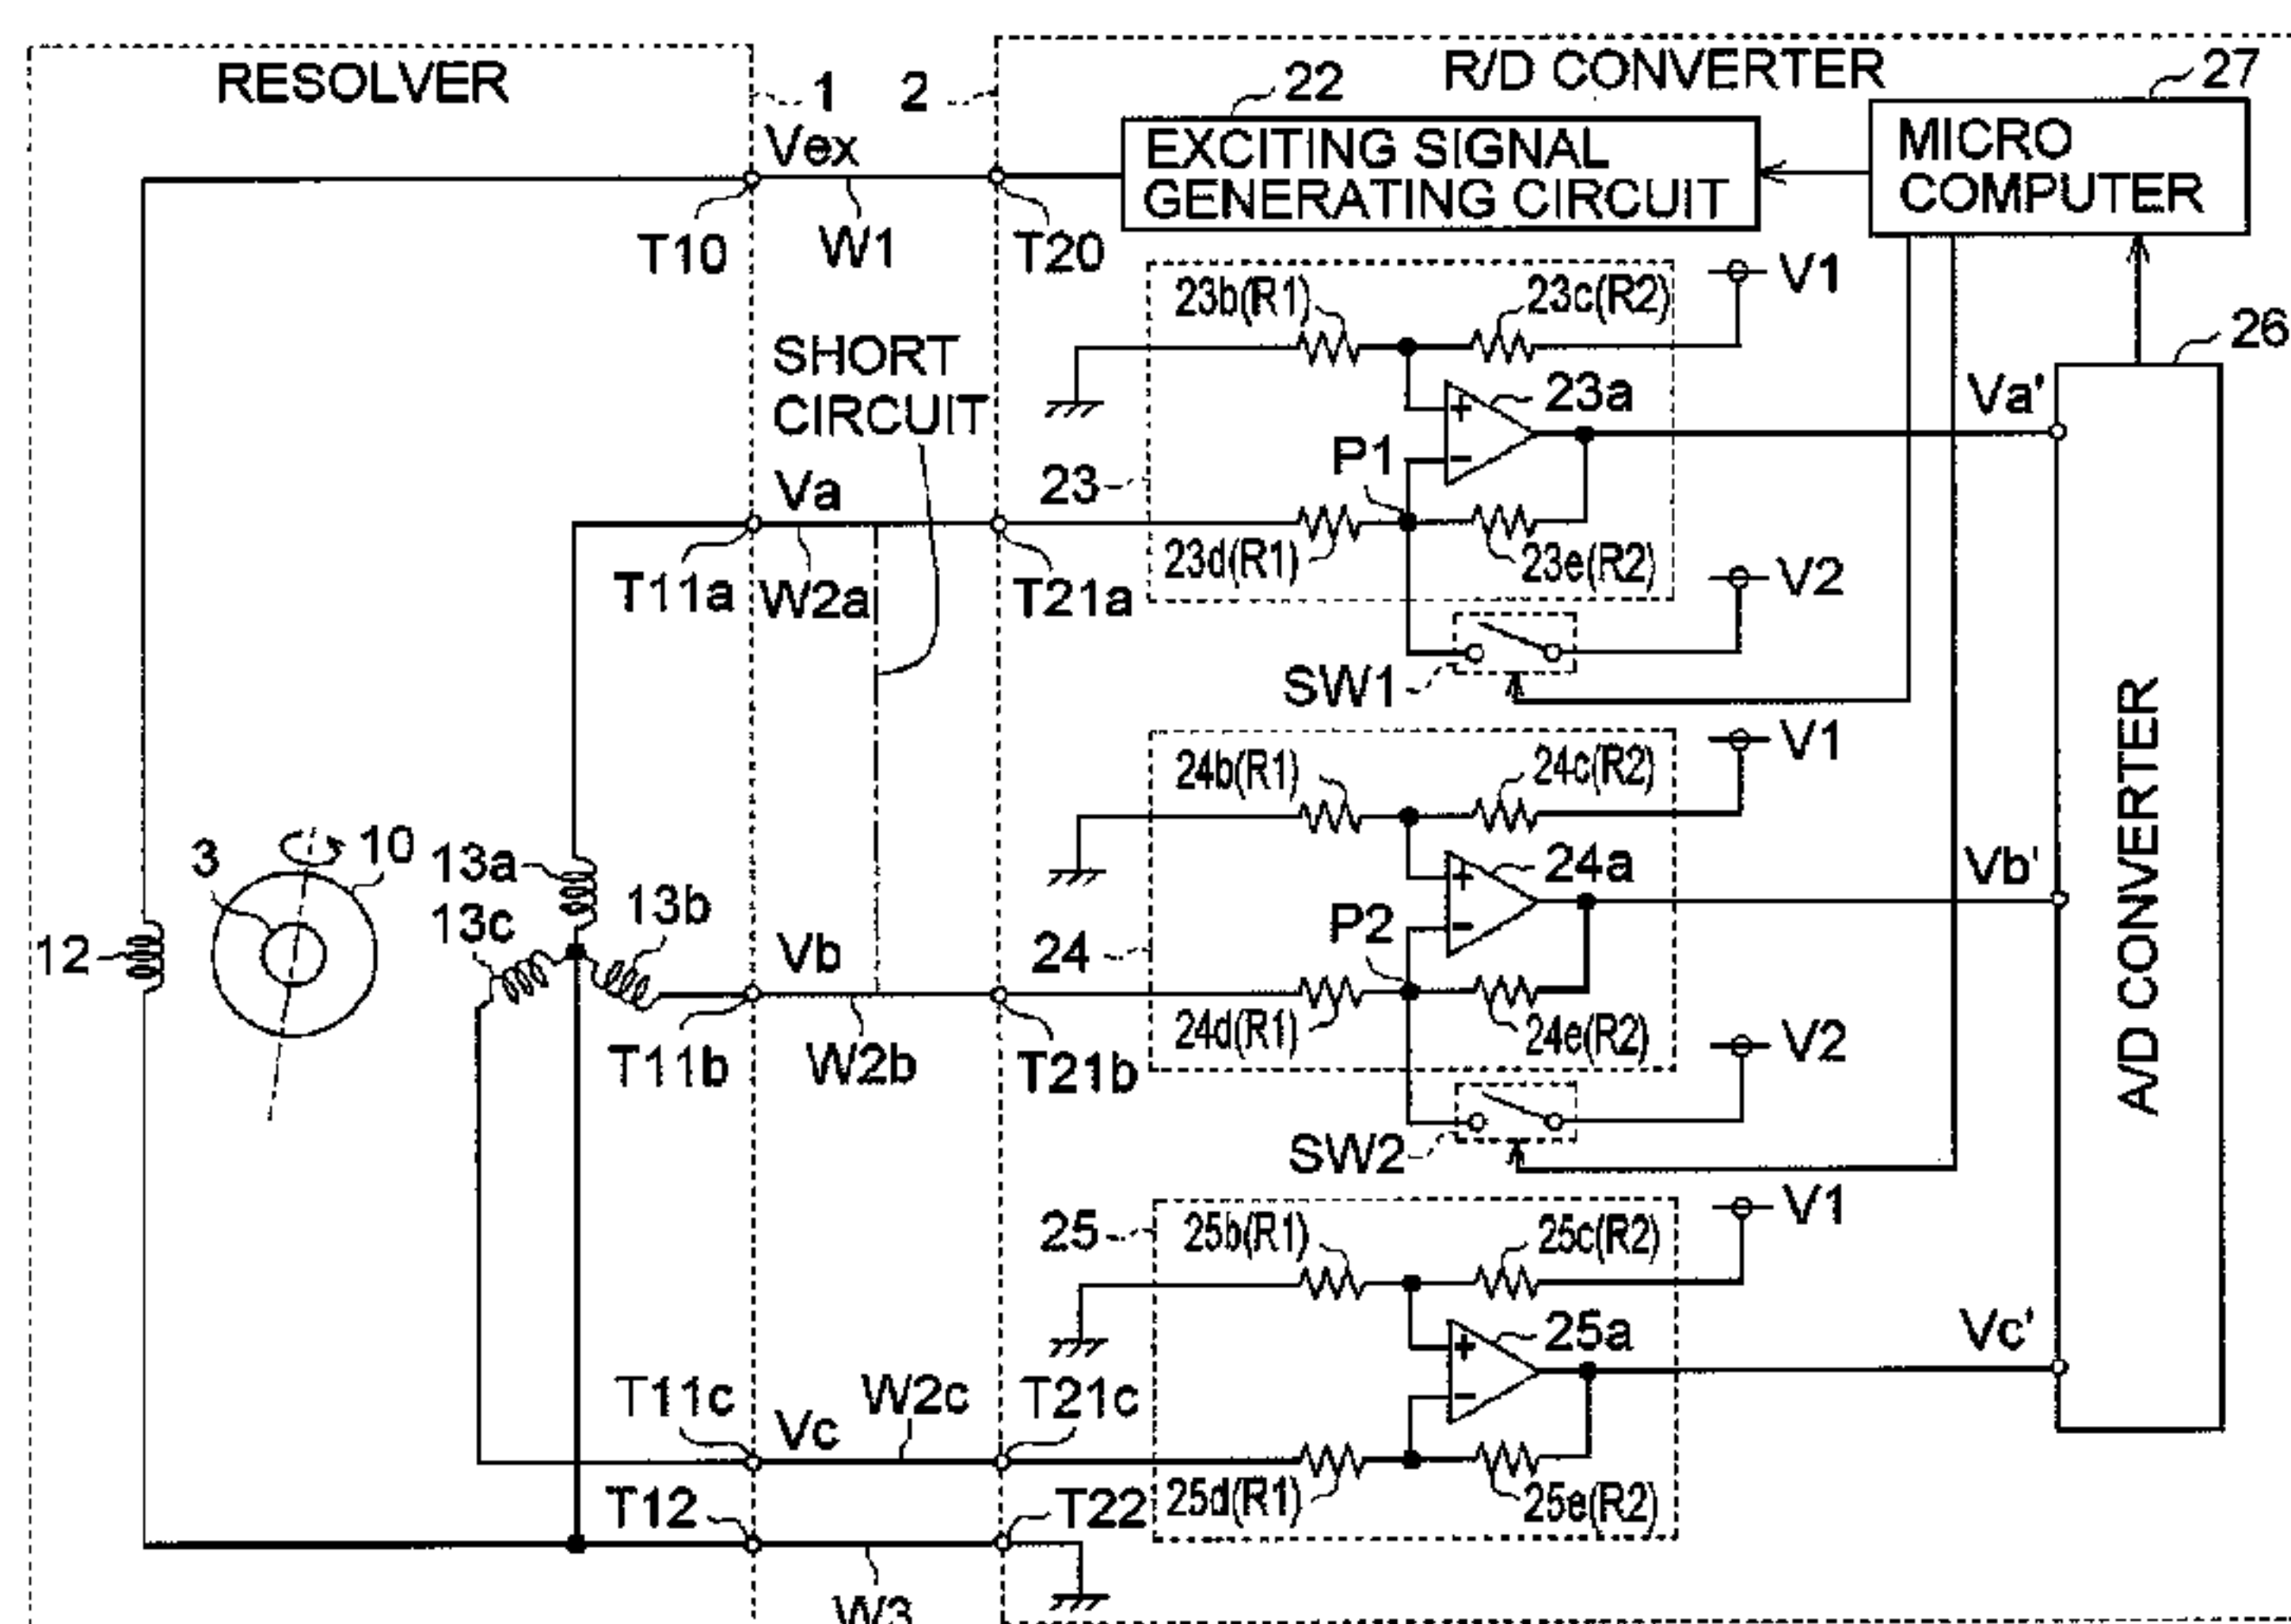 RESOLVER
1
2
R/D CONVERTER
22
27
Vex
EXCITING SIGNAL
GENERATING CIRCUIT
MICRO
COMPUTER
T10
W1
T20
V1
23b(R1)
23c(R2)
SHORT
CIRCUIT
26
23a
Va'
P1
23
Va
23d(R1)
23e(R2)
V2
T11a
W2a
T21a
SW1
V1
24b(R1)
24c(R2)
A/D CONVERTER
3
10
13a
24a
Vb'
13b
13c
P2
12
Vb
24
24d(R1)
24e(R2)
V2
T11b
W2b
T21b
SW2
25
25b(R1)
25c(R2)
V1
25a
Vc'
T11c
Vc
W2c
T21c
25d(R1)
25e(R2)
T12
T22
W3